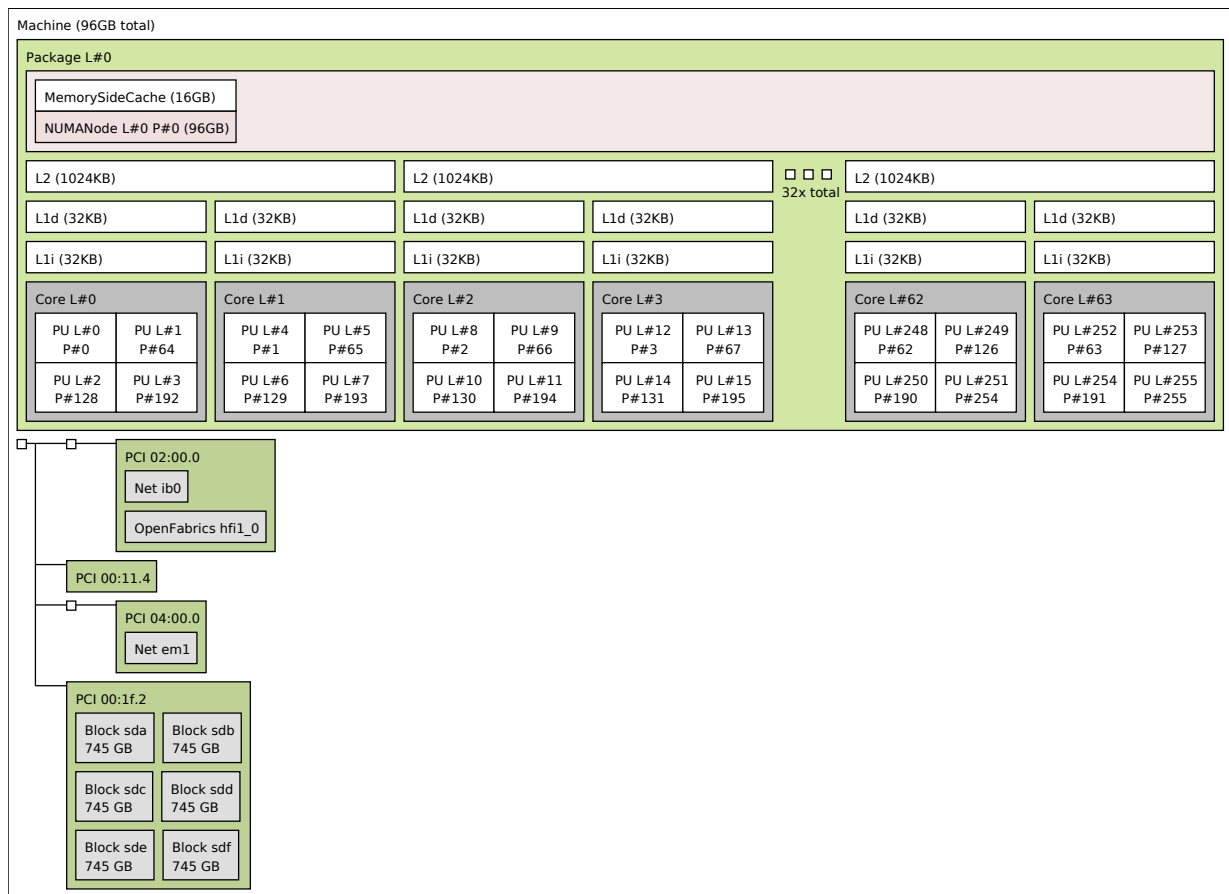 Machine (96GB total)
Package L#0
MemorySideCache (16GB)
NUMANode L#0 P#0 (96GB)
L2 (1024KB) L2 (1024KB) L2 (1024KB)
32x total
L1d (32KB) L1d (32KB) L1d (32KB) L1d (32KB) L1d (32KB) L1d (32KB)
L1i (32KB) L1i (32KB) L1i (32KB) L1i (32KB) L1i (32KB) L1i (32KB)
Core L#0 Core L#1 Core L#2 Core L#3 Core L#62 Core L#63
PU L#0 PU L#1 PU L#4 PU L#5 PU L#8 PU L#9 PU L#12 PU L#13 PU L#248 PU L#249 PU L#252 PU L#253
P#0 P#64 P#1 P#65 P#2 P#66 P#3 P#67 P#62 P#126 P#63 P#127
PU L#2 PU L#3 PU L#6 PU L#7 PU L#10 PU L#11 PU L#14 PU L#15 PU L#250 PU L#251 PU L#254 PU L#255
P#128 P#192 P#129 P#193 P#130 P#194 P#131 P#195 P#190 P#254 P#191 P#255
PCI 02:00.0
Net ib0
OpenFabrics hfi1_0
PCI 00:11.4
PCI 04:00.0
Net em1
PCI 00:1f.2
Block sda Block sdb
745 GB 745 GB
Block sdc Block sdd
745 GB 745 GB
Block sde Block sdf
745 GB 745 GB